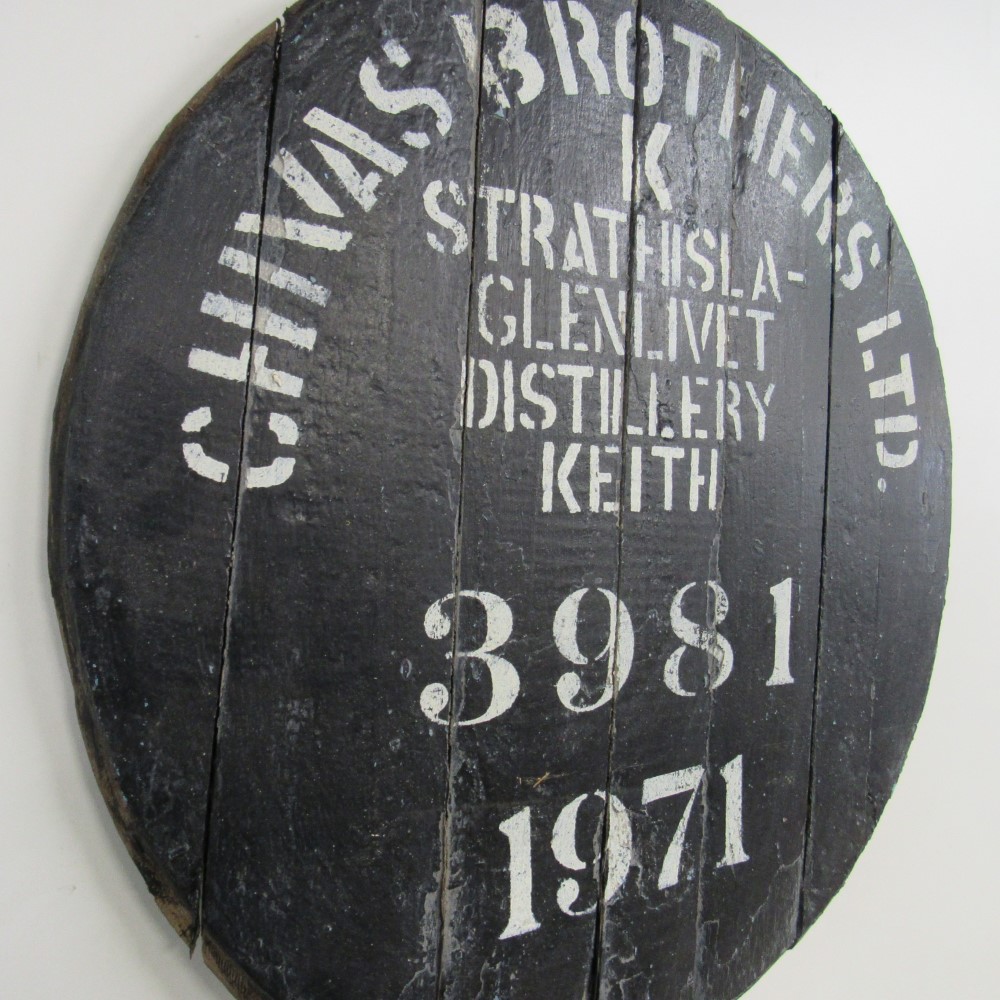 CHIVAS BROTHERS LTD.
K
STRATHISLA-
GLENLIVET
DISTILLERY
KEITH
3981
1971